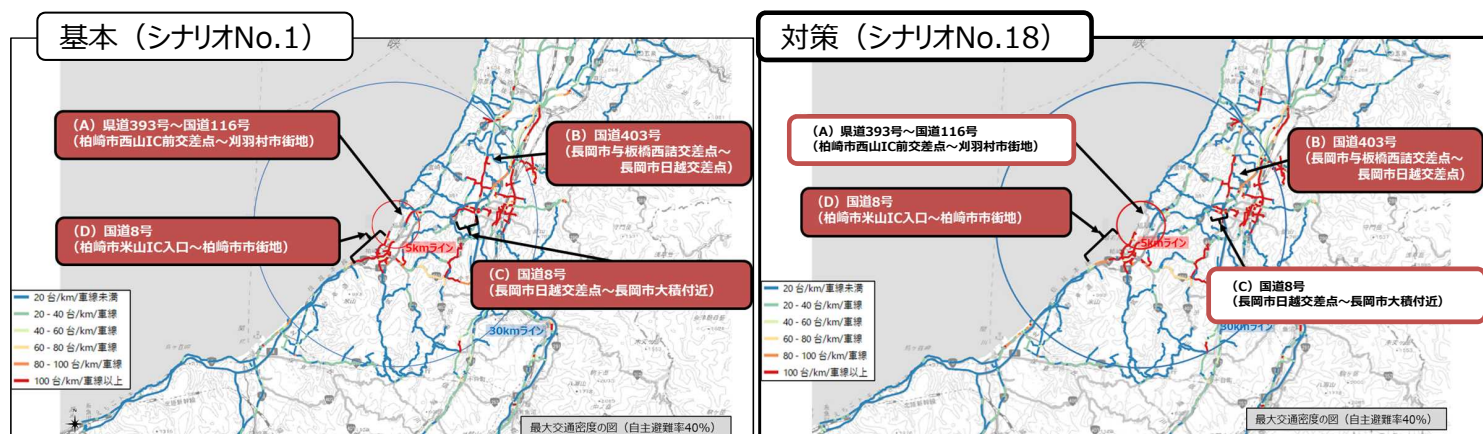 基本（シナリオNo.1）
（A）県道393号～国道116号
（柏崎市西山IC前交差点～刈羽村市街地）
（B）国道403号
（長岡市与板橋西詰交差点～
長岡市日越交差点）
（D）国道8号
（柏崎市米山IC入口～柏崎市市街地）
5kmライン
（C）国道8号
（長岡市日越交差点～長岡市大積付近）
30kmライン
20 台/km/車線未満
20 - 40 台/km/車線
40 - 60 台/km/車線
60 - 80 台/km/車線
80 - 100 台/km/車線
100 台/km/車線以上
最大交通密度の図（自主避難率40%）
対策（シナリオNo.18）
（A）県道393号～国道116号
（柏崎市西山IC前交差点～刈羽村市街地）
（B）国道403号
（長岡市与板橋西詰交差点～
長岡市日越交差点）
（D）国道8号
（柏崎市米山IC入口～柏崎市市街地）
5kmライン
（C）国道8号
（長岡市日越交差点～長岡市大積付近）
30kmライン
20 台/km/車線未満
20 - 40 台/km/車線
40 - 60 台/km/車線
60 - 80 台/km/車線
80 - 100 台/km/車線
100 台/km/車線以上
最大交通密度の図（自主避難率40%）